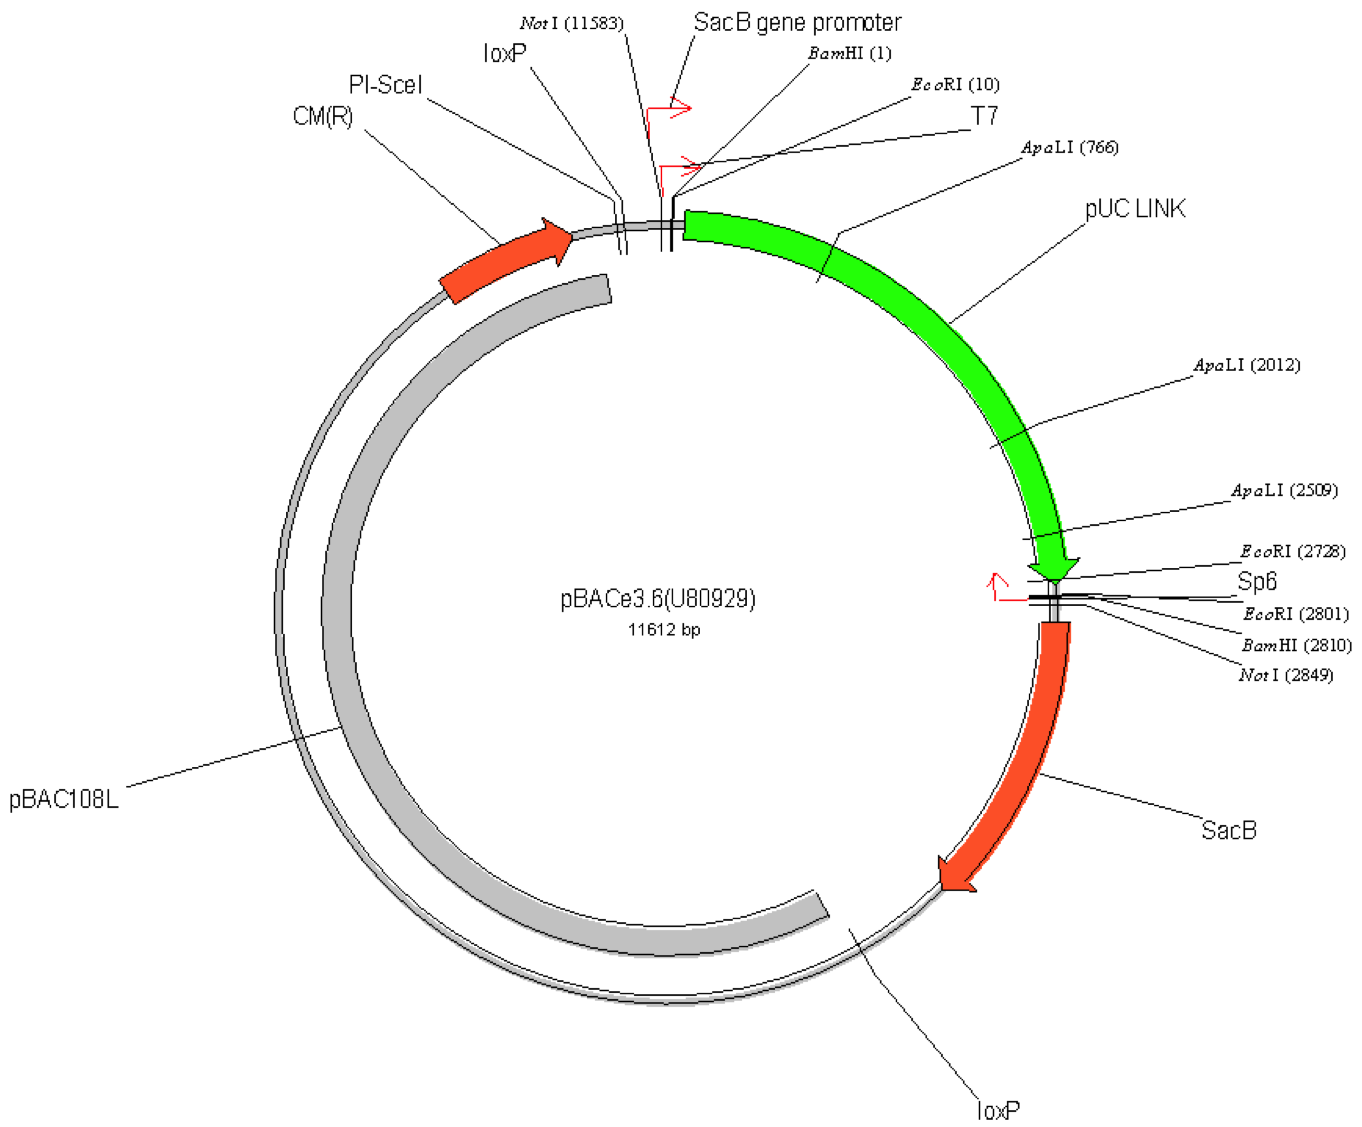 NotI (11583)
SacB gene promoter
loxP
BamHI (1)
PI-SceI
EcoRI (10)
CM(R)
T7
ApaLI (766)
pUC LINK
ApaLI (2012)
ApaLI (2509)
EcoRI (2728)
Sp6
pBACe3.6(U80929)
EcoRI (2801)
11612 bp
BamHI (2810)
NotI (2849)
pBAC108L
SacB
loxP